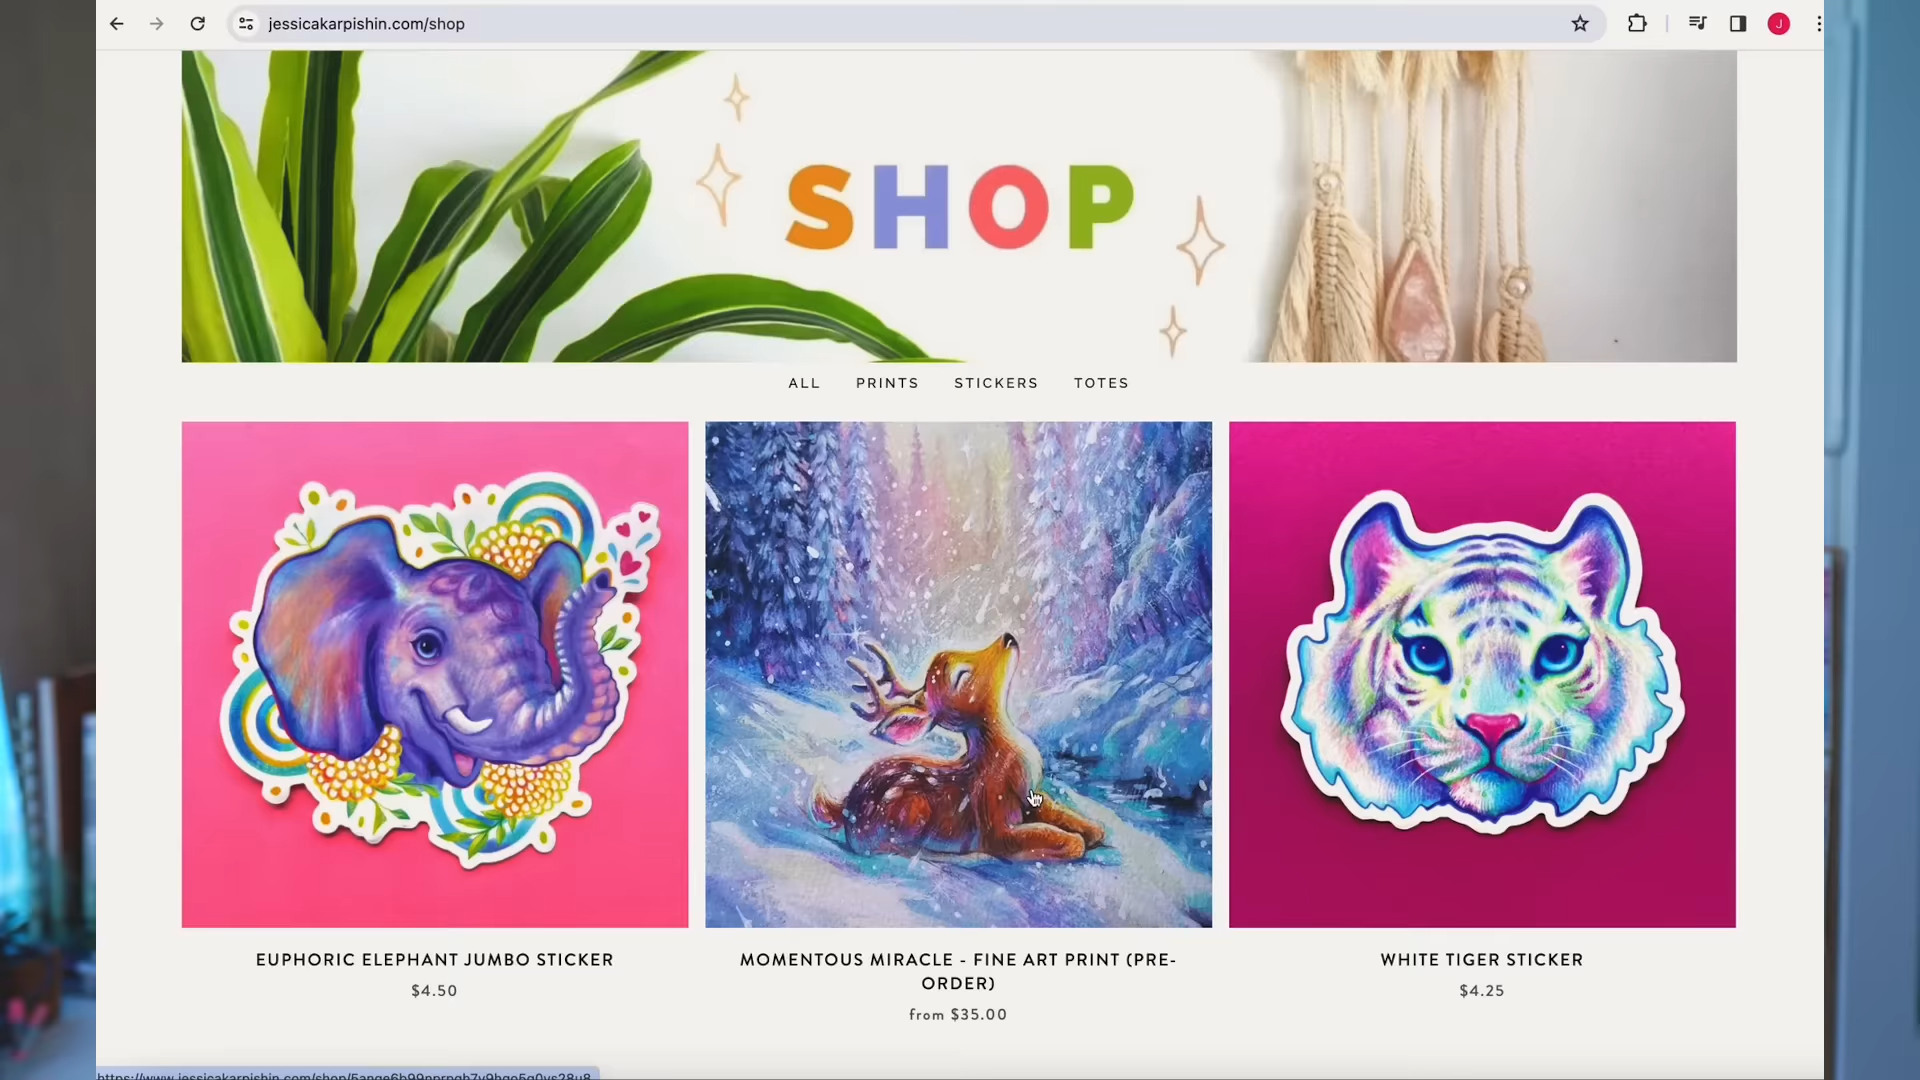 jessicakarpishin.com/shop
J
SHOP
ALL PRINTS STICKERS TOTES
EUPHORIC ELEPHANT JUMBO STICKER
$4.50
MOMENTOUS MIRACLE - FINE ART PRINT (PRE-
ORDER)
from $35.00
WHITE TIGER STICKER
$4.25